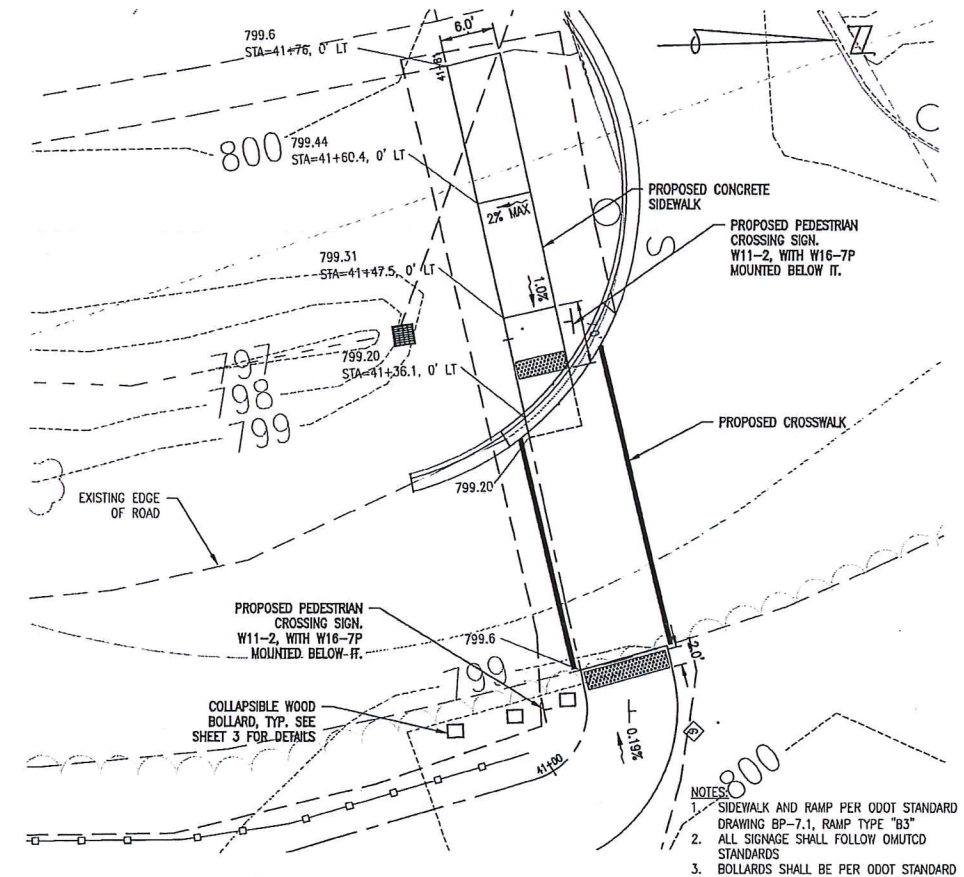 799.6
STA=41+76, 0' LT
6.0'
41+81
N
C
800
799.44
STA=41+60.4, 0' LT
2% MAX
PROPOSED CONCRETE
SIDEWALK
PROPOSED PEDESTRIAN
CROSSING SIGN.
W11-2, WITH W16-7P
MOUNTED BELOW IT.
O
S
799.31
STA=41+47.5, 0' LT
1.0%
797
798
799
799.20
STA=41+36.1, 0' LT
PROPOSED CROSSWALK
799.20
EXISTING EDGE
OF ROAD
PROPOSED PEDESTRIAN
CROSSING SIGN.
W11-2, WITH W16-7P
MOUNTED BELOW IT.
799.6
799
2.0'
COLLAPSIBLE WOOD
BOLLARD, TYP. SEE
SHEET 3 FOR DETAILS
0.19%
41+00
800
NOTES:
1. SIDEWALK AND RAMP PER ODOT STANDARD
DRAWING BP-7.1, RAMP TYPE "B3"
2. ALL SIGNAGE SHALL FOLLOW OMUTCD
STANDARDS
3. BOLLARDS SHALL BE PER ODOT STANDARD